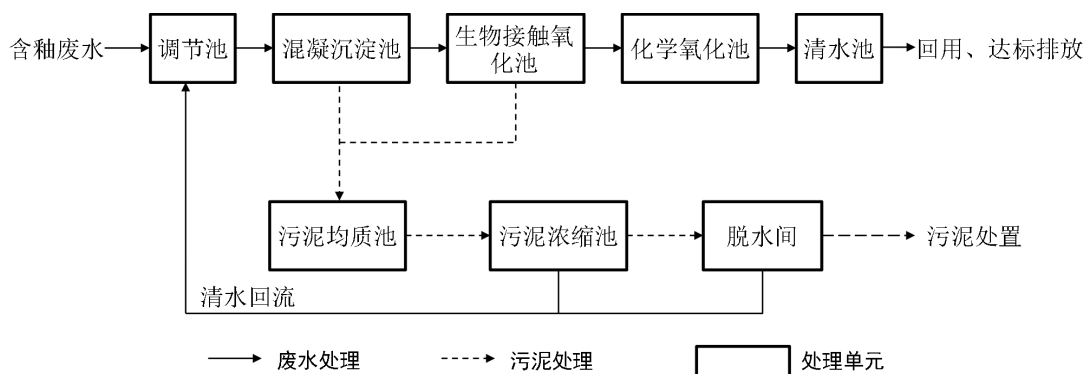 含釉废水
调节池
混凝沉淀池
生物接触氧
化池
化学氧化池
清水池
回用、达标排放
污泥均质池
污泥浓缩池
脱水间
污泥处置
清水回流
废水处理
污泥处理
处理单元